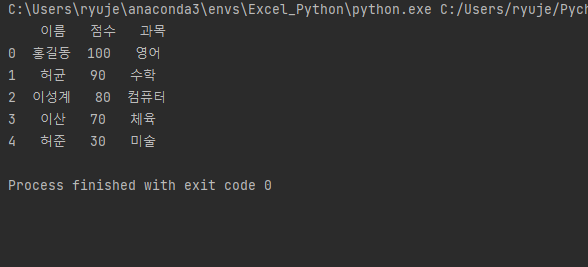 C:\Users\ryuje\anaconda3\envs\Excel_Python\python.exe C:/Users/ryuje/Pych
이름 점수 과목
0 홍길동 100 영어
1 허균 90 수학
2 이성계 80 컴퓨터
3 이산 70 체육
4 허준 30 미술
Process finished with exit code 0